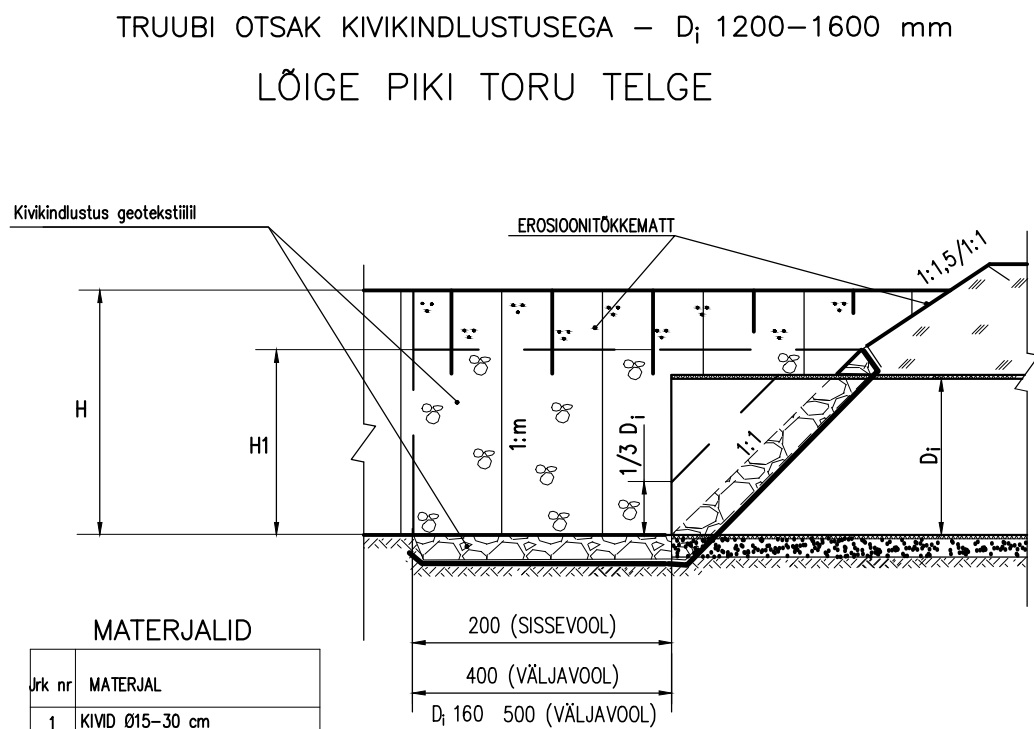 TRUUBI OTSAK KIVIKINDLUSTUSEGA – Di 1200–1600 mm
LÕIGE PIKI TORU TELGE
Kivikindlustus geotekstiilil
EROSIOONITÕKKEMATT
1:1,5/1:1
H
H1
1:m
1/3 Di
1:1
Di
200 (SISSEVOOL)
400 (VÄLJAVOOL)
Di 160 500 (VÄLJAVOOL)
MATERJALID
Jrk nr MATERJAL
1 KIVID Ø15–30 cm